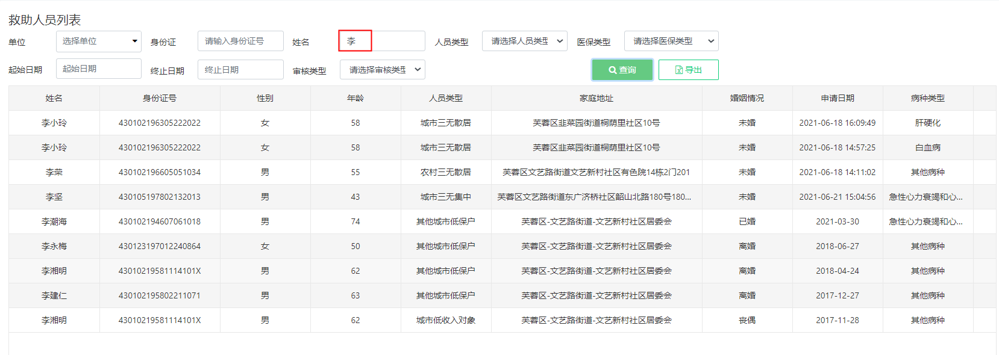 救助人员列表
单位 选择单位 身份证 请输入身份证号 姓名 李 人员类型 请选择人员类型 医保类型 请选择医保类型
起始日期 起始日期 终止日期 终止日期 审核类型 请选择审核类型 查询 导出
姓名 身份证号 性别 年龄 人员类型 家庭地址 婚姻情况 申请日期 病种类型
李小玲 430102196305222022 女 58 城市三无散居 芙蓉区韭菜园街道桐荫里社区10号 未婚 2021-06-18 16:09:49 肝硬化
李小玲 430102196305222022 女 58 城市三无散居 芙蓉区韭菜园街道桐荫里社区10号 未婚 2021-06-18 14:57:25 白血病
李荣 430102196605051034 男 55 农村三无散居 芙蓉区文艺路街道文艺新村社区有色院14栋2门201 未婚 2021-06-18 14:11:02 其他病种
李坚 430105197802132013 男 43 城市三无集中 芙蓉区文艺路街道东广济桥社区韶山北路180号180... 未婚 2021-06-21 15:04:56 急性心力衰竭和心...
李潮海 430102194607061018 男 74 其他城市低保户 芙蓉区-文艺路街道-文艺新村社区居委会 已婚 2021-03-30 急性心力衰竭和心...
李永梅 430123197012240864 女 50 其他城市低保户 芙蓉区-文艺路街道-文艺新村社区居委会 离婚 2018-06-27 其他病种
李湘明 43010219581114101X 男 62 其他城市低保户 芙蓉区-文艺路街道-文艺新村社区居委会 离婚 2018-04-24 其他病种
李建仁 430102195802211071 男 63 其他城市低保户 芙蓉区-文艺路街道-文艺新村社区居委会 离婚 2017-12-27 其他病种
李湘明 43010219581114101X 男 62 城市低收入对象 芙蓉区-文艺路街道-文艺新村社区居委会 丧偶 2017-11-28 其他病种